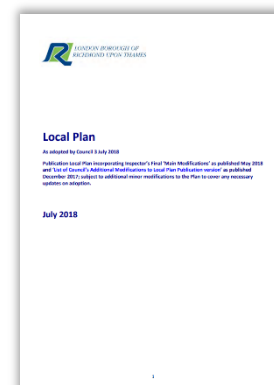 LONDON BOROUGH OF
RICHMOND UPON THAMES
Local Plan
As adopted by Council 3 July 2018
Publication Local Plan incorporating Inspector's Final 'Main Modifications' as published May 2018
and 'List of Council's Additional Modifications to Local Plan Publication version' as published
December 2017; subject to additional minor modifications to the Plan to cover any necessary
updates on adoption.
July 2018
1